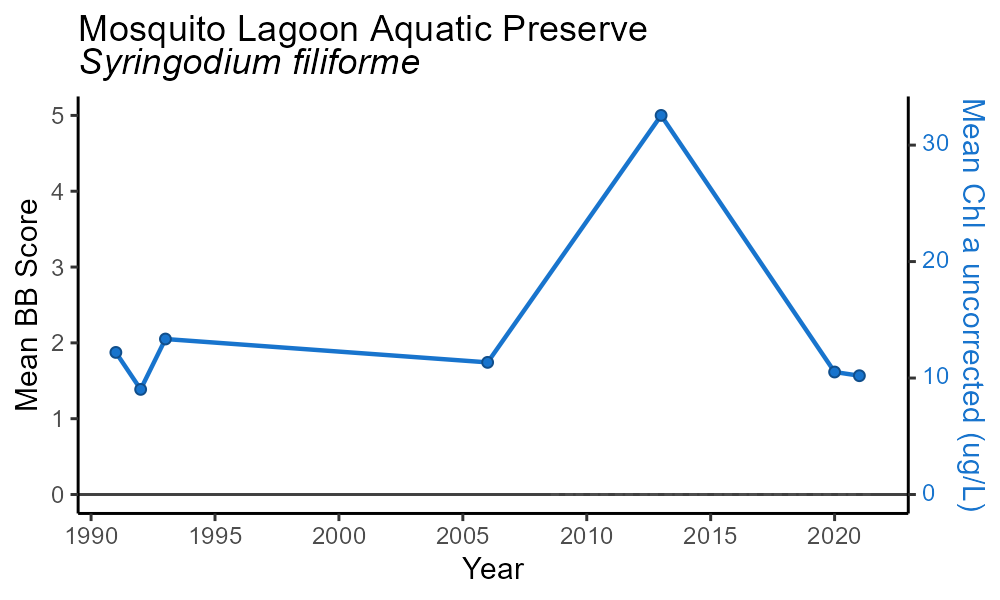 Mosquito Lagoon Aquatic Preserve
Syringodium filiforme
Mean BB Score
5
4
3
2
1
0
30
20
10
0
Mean Chl a uncorrected (ug/L)
1990 1995 2000 2005 2010 2015 2020
Year